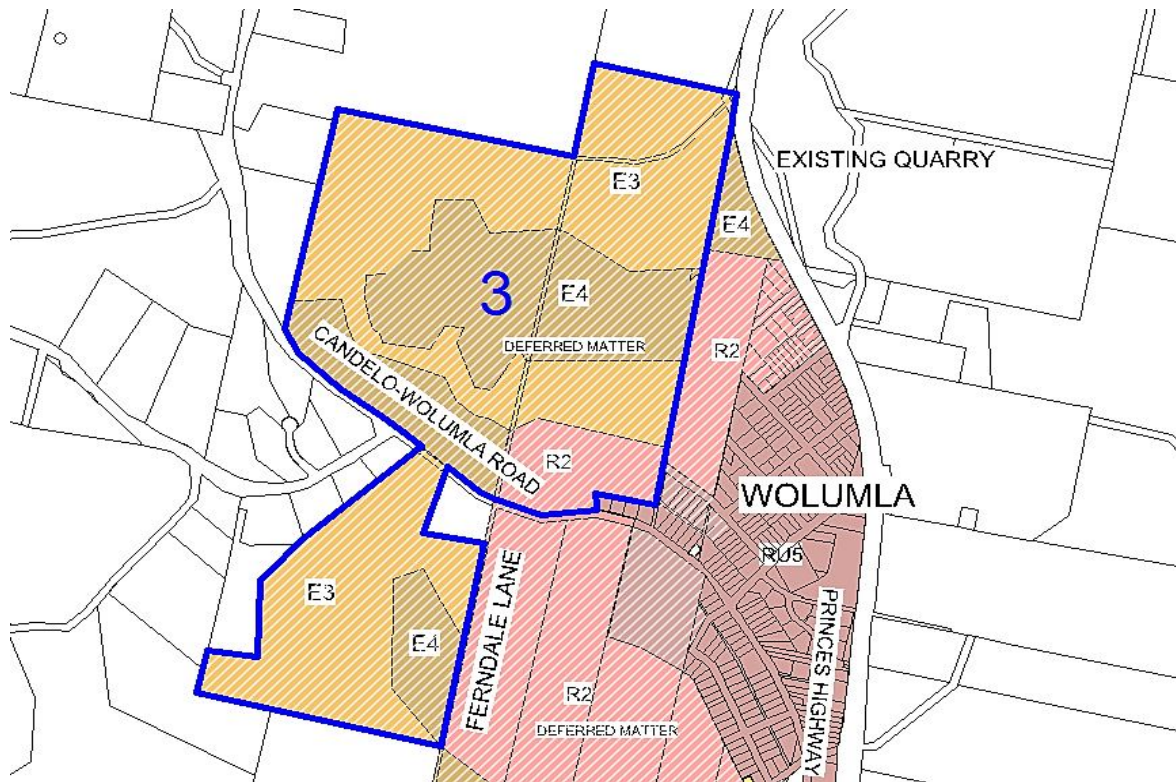 EXISTING QUARRY
E3
E4
3
E4
CANDELO-WOLUMLA ROAD
DEFERRED MATTER
R2
R2
WOLUMLA
RU5
E3
E4
FERNDALE LANE
PRINCES HIGHWAY
R2
DEFERRED MATTER